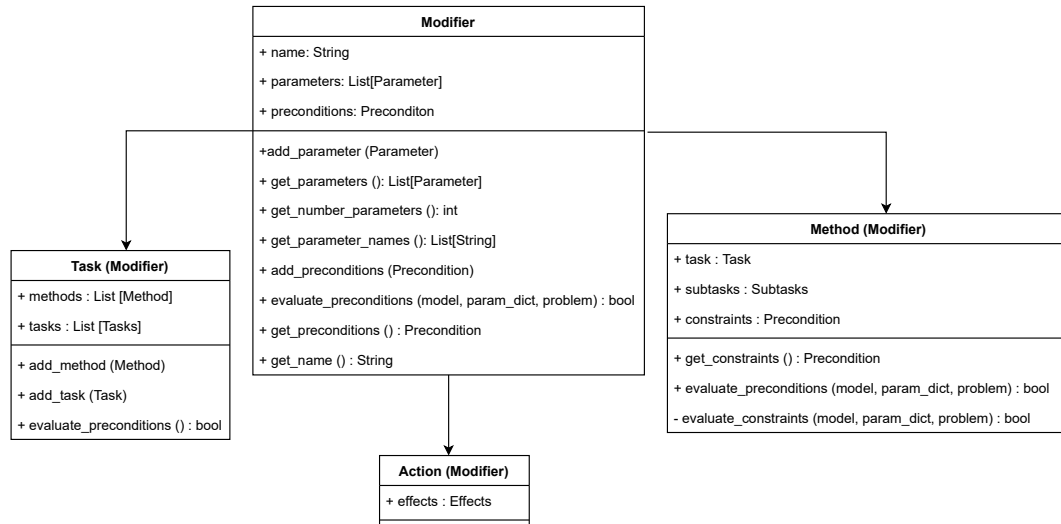 Modifier
+ name: String
+ parameters: List[Parameter]
+ preconditions: Preconditon
+add_parameter (Parameter)
+ get_parameters (): List[Parameter]
+ get_number_parameters (): int
+ get_parameter_names (): List[String]
+ add_preconditions (Precondition)
+ evaluate_preconditions (model, param_dict, problem) : bool
+ get_preconditions () : Precondition
+ get_name () : String
Task (Modifier)
+ methods : List [Method]
+ tasks : List [Tasks]
+ add_method (Method)
+ add_task (Task)
+ evaluate_preconditions () : bool
Method (Modifier)
+ task : Task
+ subtasks : Subtasks
+ constraints : Precondition
+ get_constraints () : Precondition
+ evaluate_preconditions (model, param_dict, problem) : bool
- evaluate_constraints (model, param_dict, problem) : bool
Action (Modifier)
+ effects : Effects